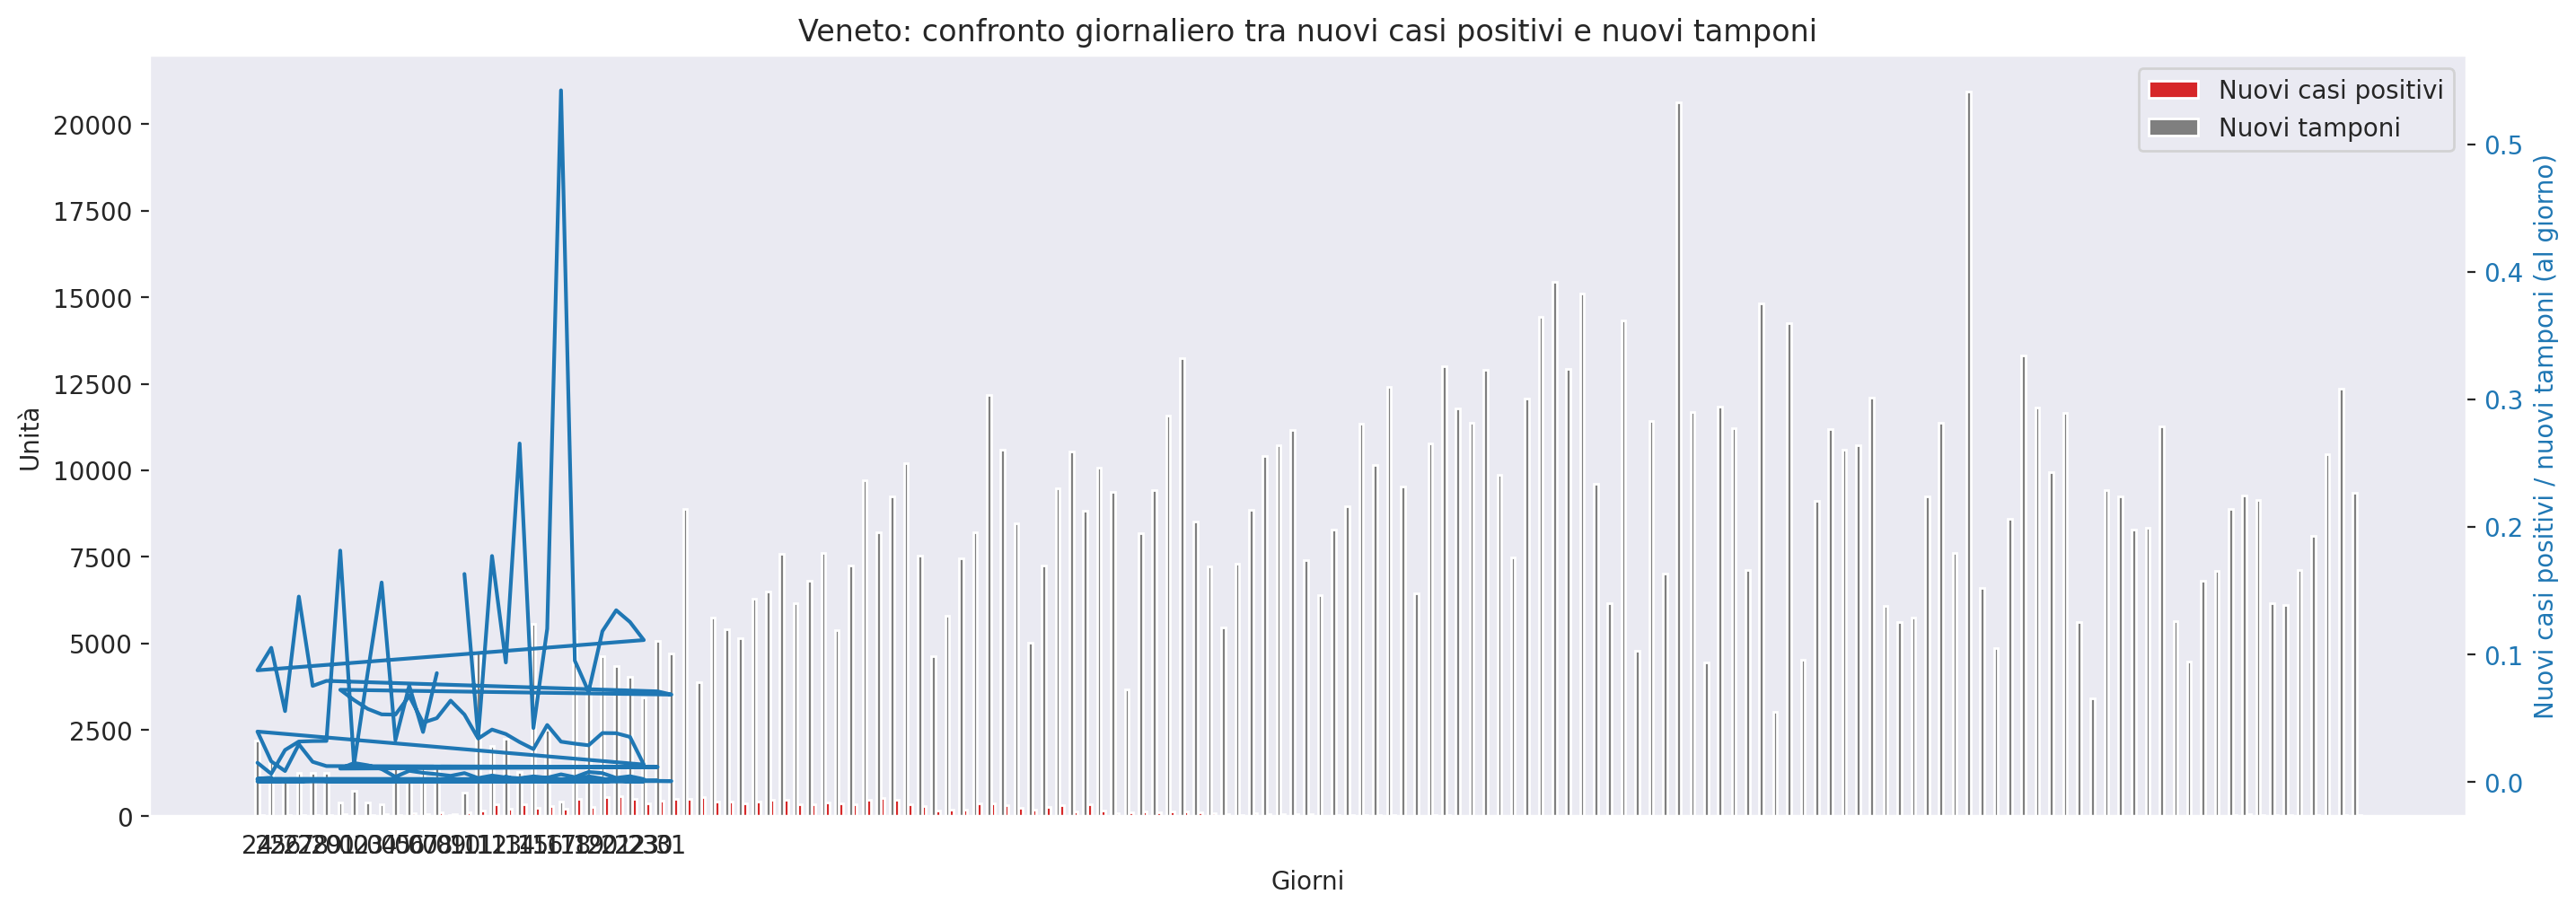 Veneto: confronto giornaliero tra nuovi casi positivi e nuovi tamponi
Nuovi casi positivi
Nuovi tamponi
20000
17500
15000
12500
10000
7500
5000
2500
0
Unità
0.5
0.4
0.3
0.2
0.1
0.0
Nuovi casi positivi / nuovi tamponi (al giorno)
Giorni